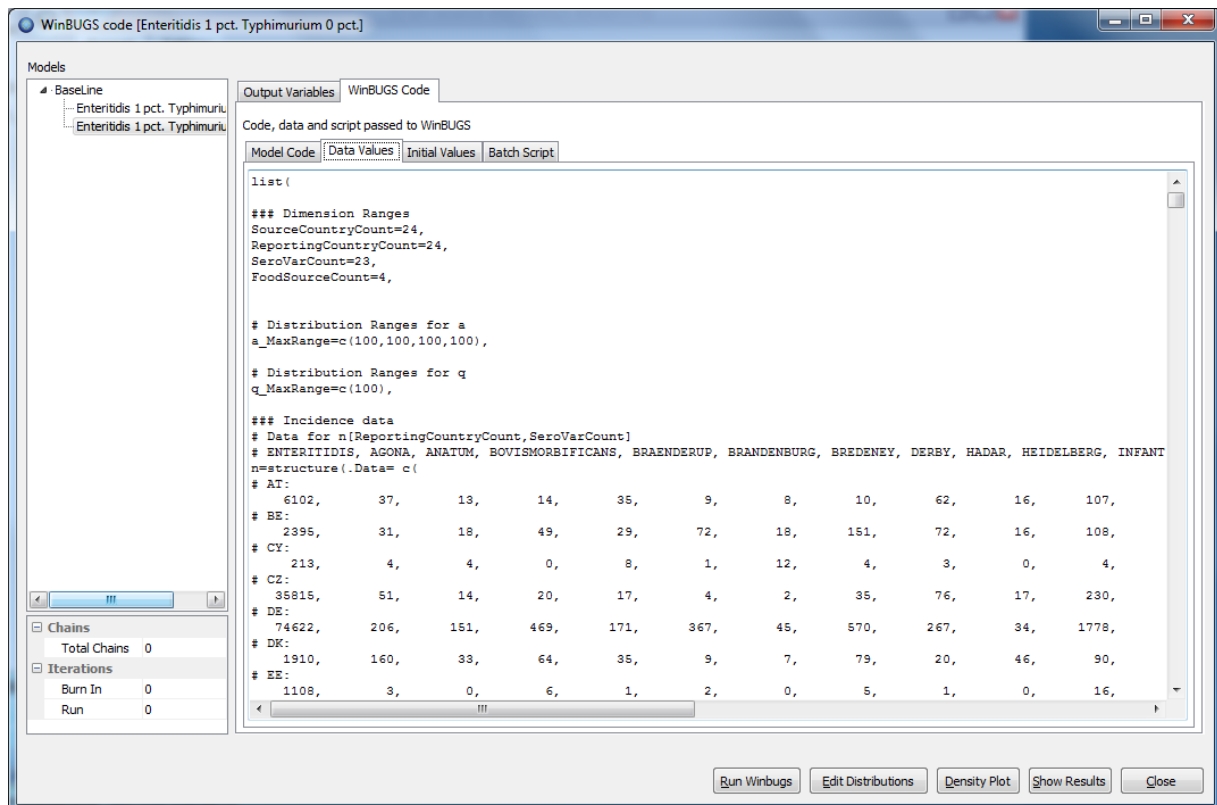 WinBUGS code [Enteritidis 1 pct. Typhimurium 0 pct.]
Models
BaseLine
Enteritidis 1 pct. Typhimuriu
Enteritidis 1 pct. Typhimuriu
Output Variables WinBUGS Code
Code, data and script passed to WinBUGS
Model Code Data Values Initial Values Batch Script
list(
### Dimension Ranges
SourceCountryCount=24,
ReportingCountryCount=24,
SeroVarCount=23,
FoodSourceCount=4,
# Distribution Ranges for a
a_MaxRange=c(100,100,100,100),
# Distribution Ranges for q
q_MaxRange=c(100),
### Incidence data
# Data for n[ReportingCountryCount,SeroVarCount]
# ENTERITIDIS, AGONA, ANATUM, BOVISMORBIFICANS, BRAENDERUP, BRANDENBURG, BREDENEY, DERBY, HADAR, HEIDELBERG, INFANT
n=structure(.Data= c(
# AT:
6102, 37, 13, 14, 35, 9, 8, 10, 62, 16, 107,
# BE:
2395, 31, 18, 49, 29, 72, 18, 151, 72, 16, 108,
# CY:
213, 4, 4, 0, 8, 1, 12, 4, 3, 0, 4,
# CZ:
35815, 51, 14, 20, 17, 4, 2, 35, 76, 17, 230,
# DE:
74622, 206, 151, 469, 171, 367, 45, 570, 267, 34, 1778,
# DK:
1910, 160, 33, 64, 35, 9, 7, 79, 20, 46, 90,
# EE:
1108, 3, 0, 6, 1, 2, 0, 5, 1, 0, 16,
Chains
Total Chains 0
Iterations
Burn In 0
Run 0
Run Winbugs Edit Distributions Density Plot Show Results Close